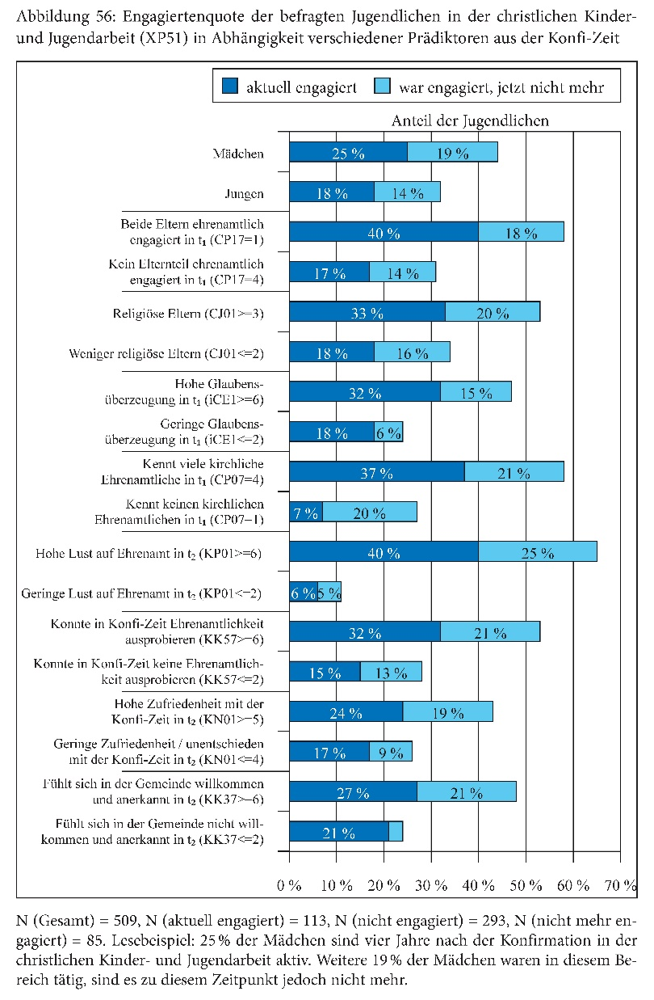 Abbildung 56: Engagiertenquote der befragten Jugendlichen in der christlichen Kinder-
und Jugendarbeit (XP51) in Abhängigkeit verschiedener Prädiktoren aus der Konfi-Zeit
aktuell engagiert
war engagiert, jetzt nicht mehr
Anteil der Jugendlichen
Mädchen
25 % 19 %
Jungen
18 % 14 %
Beide Eltern ehrenamtlich
engagiert in t₁ (CP17=1)
40 % 18 %
Kein Elternteil ehrenamtlich
engagiert in t₁ (CP17=4)
17 % 14 %
Religiöse Eltern (CJ01>=3)
33 % 20 %
Weniger religiöse Eltern (CJ01<=2)
18 % 16 %
Hohe Glaubens-
überzeugung in t₁ (iCE1>=6)
32 % 15 %
Geringe Glaubens-
überzeugung in t₁ (iCE1<=2)
18 % 6 %
Kennt viele kirchliche
Ehrenamtliche in t₁ (CP07=4)
37 % 21 %
Kennt keinen kirchlichen
Ehrenamtlichen in t₁ (CP07=1)
7 % 20 %
Hohe Lust auf Ehrenamt in t₂ (KP01>=6)
40 % 25 %
Geringe Lust auf Ehrenamt in t₂ (KP01<=2)
6 % 5 %
Konnte in Konfi-Zeit Ehrenamtlichkeit
ausprobieren (KK57>=6)
32 % 21 %
Konnte in Konfi-Zeit keine Ehrenamtlich-
keit ausprobieren (KK57<=2)
15 % 13 %
Hohe Zufriedenheit mit der
Konfi-Zeit in t₂ (KN01>=5)
24 % 19 %
Geringe Zufriedenheit / unentschieden
mit der Konfi-Zeit in t₂ (KN01<=4)
17 % 9 %
Fühlt sich in der Gemeinde willkommen
und anerkannt in t₂ (KK37>=6)
27 % 21 %
Fühlt sich in der Gemeinde nicht will-
kommen und anerkannt in t₂ (KK37<=2)
21 %
0 % 10 % 20 % 30 % 40 % 50 % 60 % 70 %
N (Gesamt) = 509, N (aktuell engagiert) = 113, N (nicht engagiert) = 293, N (nicht mehr en-
gagiert) = 85. Lesebeispiel: 25 % der Mädchen sind vier Jahre nach der Konfirmation in der
christlichen Kinder- und Jugendarbeit aktiv. Weitere 19 % der Mädchen waren in diesem Be-
reich tätig, sind es zu diesem Zeitpunkt jedoch nicht mehr.